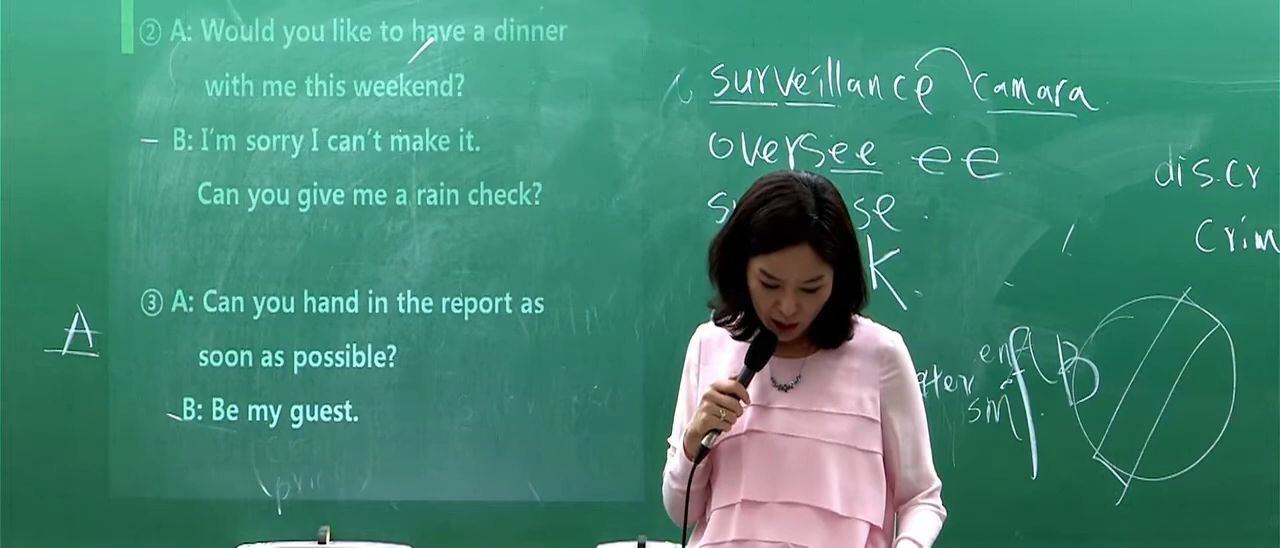 ② A: Would you like to have a dinner
with me this weekend?
B: I'm sorry I can't make it.
Can you give me a rain check?
③ A: Can you hand in the report as
soon as possible?
B: Be my guest.
A
surveillance camara
oversee ee
se
k
discr
crim
B